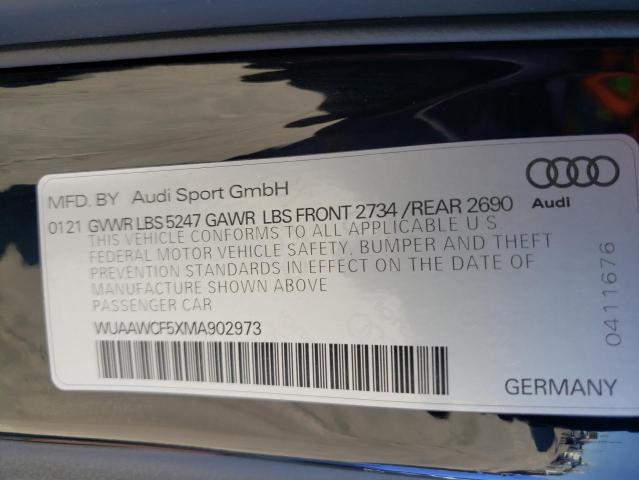 MFD. BY Audi Sport GmbH
0121 GVWR LBS 5247 GAWR LBS FRONT 2734 /REAR 2690
THIS VEHICLE CONFORMS TO ALL APPLICABLE U S
FEDERAL MOTOR VEHICLE SAFETY, BUMPER AND THEFT
PREVENTION STANDARDS IN EFFECT ON THE DATE OF
MANUFACTURE SHOWN ABOVE
PASSENGER CAR
WUAAWCF5XMA902973
Audi
0411676
GERMANY